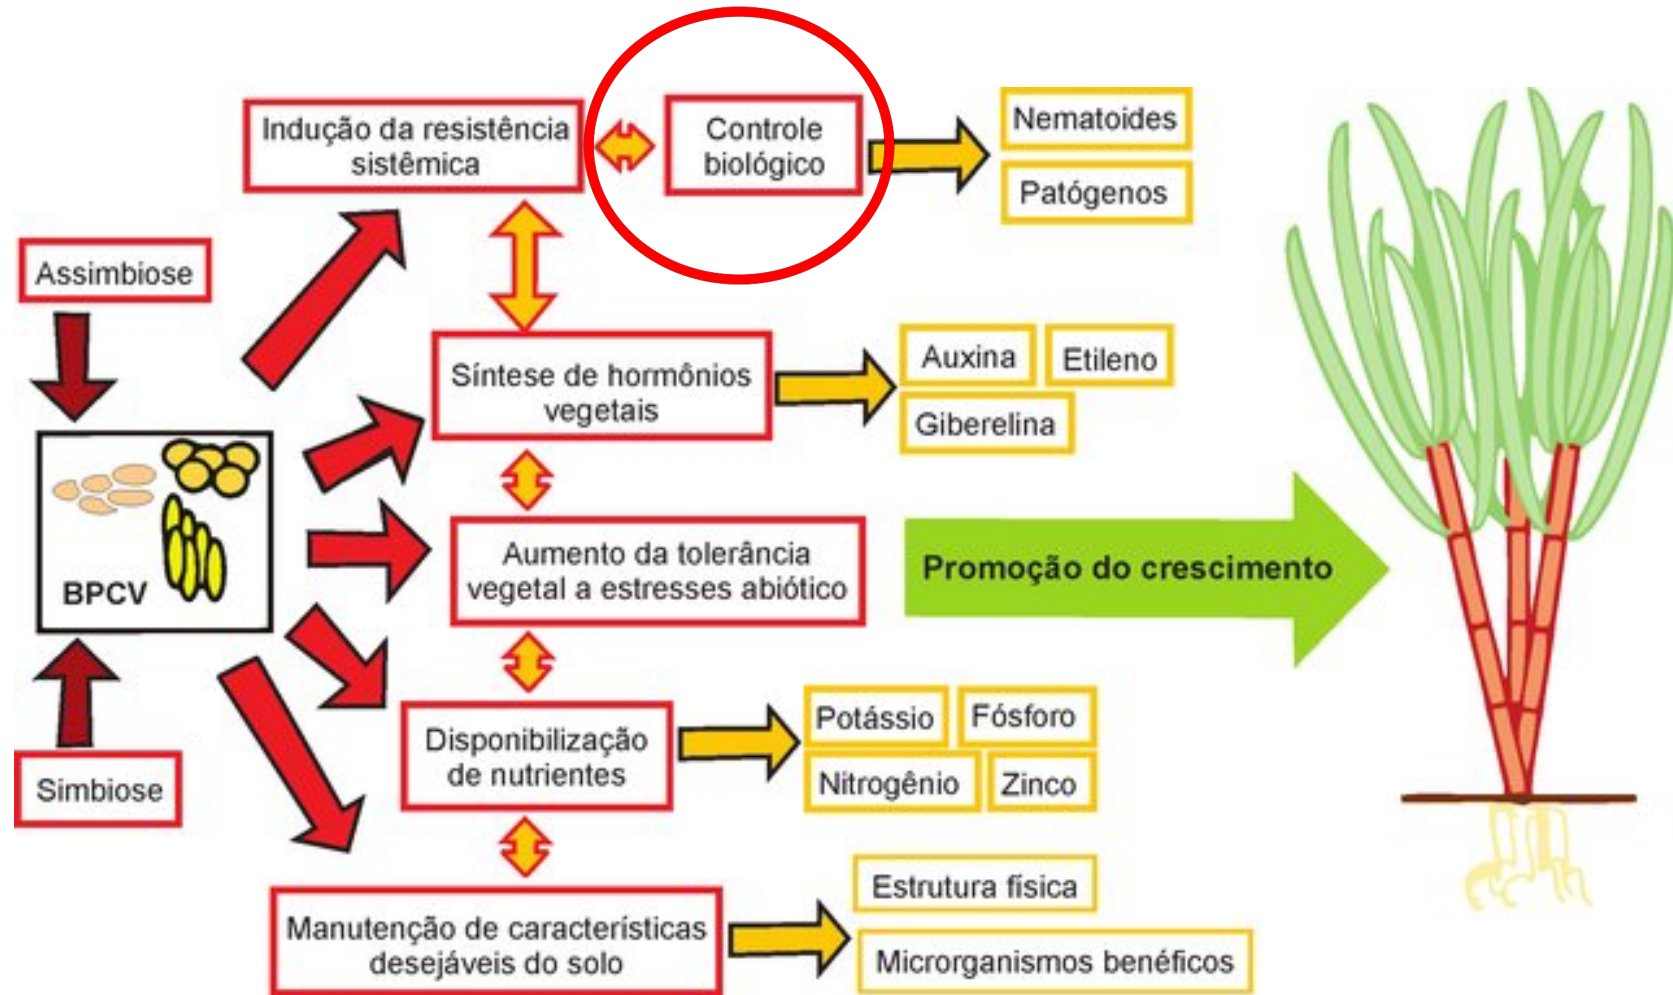 Indução da resistência
sistêmica
Controle
biológico
Nematoides
Patógenos
Assimbiose
Síntese de hormônios
vegetais
Auxina
Etileno
Giberelina
BPCV
Aumento da tolerância
vegetal a estresses abiótico
Promoção do crescimento
Simbiose
Disponibilização
de nutrientes
Potássio
Fósforo
Nitrogênio
Zinco
Manutenção de características
desejáveis do solo
Estrutura física
Microrganismos benéficos